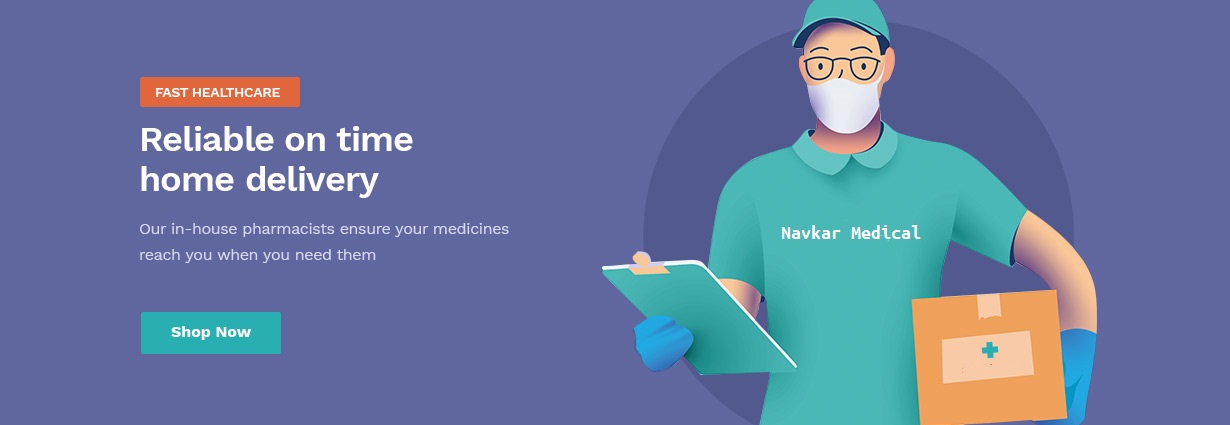 FAST HEALTHCARE
Reliable on time
home delivery
Our in-house pharmacists ensure your medicines
reach you when you need them
Shop Now
Navkar Medical